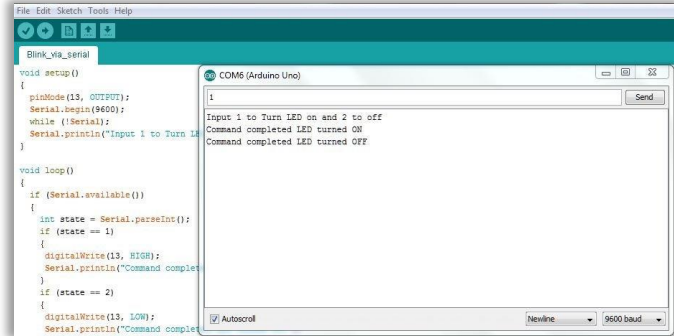 File Edit Sketch Tools Help
Blink_via_serial
void setup()
{
pinMode(13, OUTPUT);
Serial.begin(9600);
while (!Serial);
Serial.println("Input 1 to Turn LE
}
void loop()
{
if (Serial.available())
{
int state = Serial.parseInt();
if (state == 1)
{
digitalWrite(13, HIGH);
Serial.println("Command complet
}
if (state == 2)
{
digitalWrite(13, LOW);
Serial.println("Command complet
COM6 (Arduino Uno)
1
Send
Input 1 to Turn LED on and 2 to off
Command completed LED turned ON
Command completed LED turned OFF
Autoscroll
Newline
9600 baud